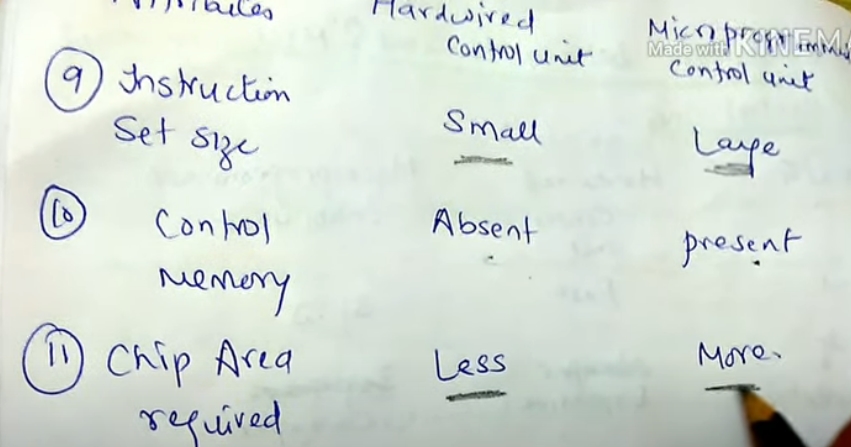 Attributes Hardwired Microprogrammed
Control unit Control unit
Made with KINEMA
9 Instruction Small Large
Set size
10 Control Absent present
Memory
11 Chip Area Less More.
required